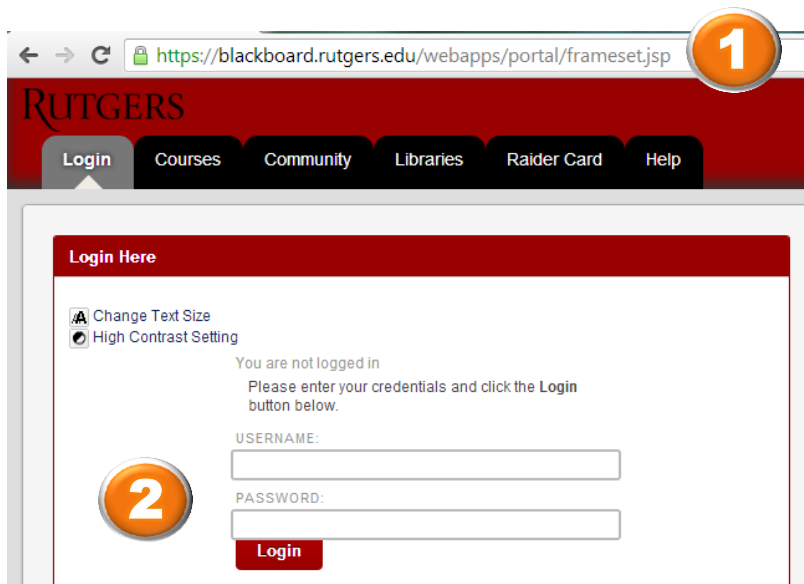 https://blackboard.rutgers.edu/webapps/portal/frameset.jsp
1
RUTGERS
Login Courses Community Libraries Raider Card Help
Login Here
Change Text Size
High Contrast Setting
You are not logged in
Please enter your credentials and click the Login
button below.
USERNAME:
2
PASSWORD:
Login